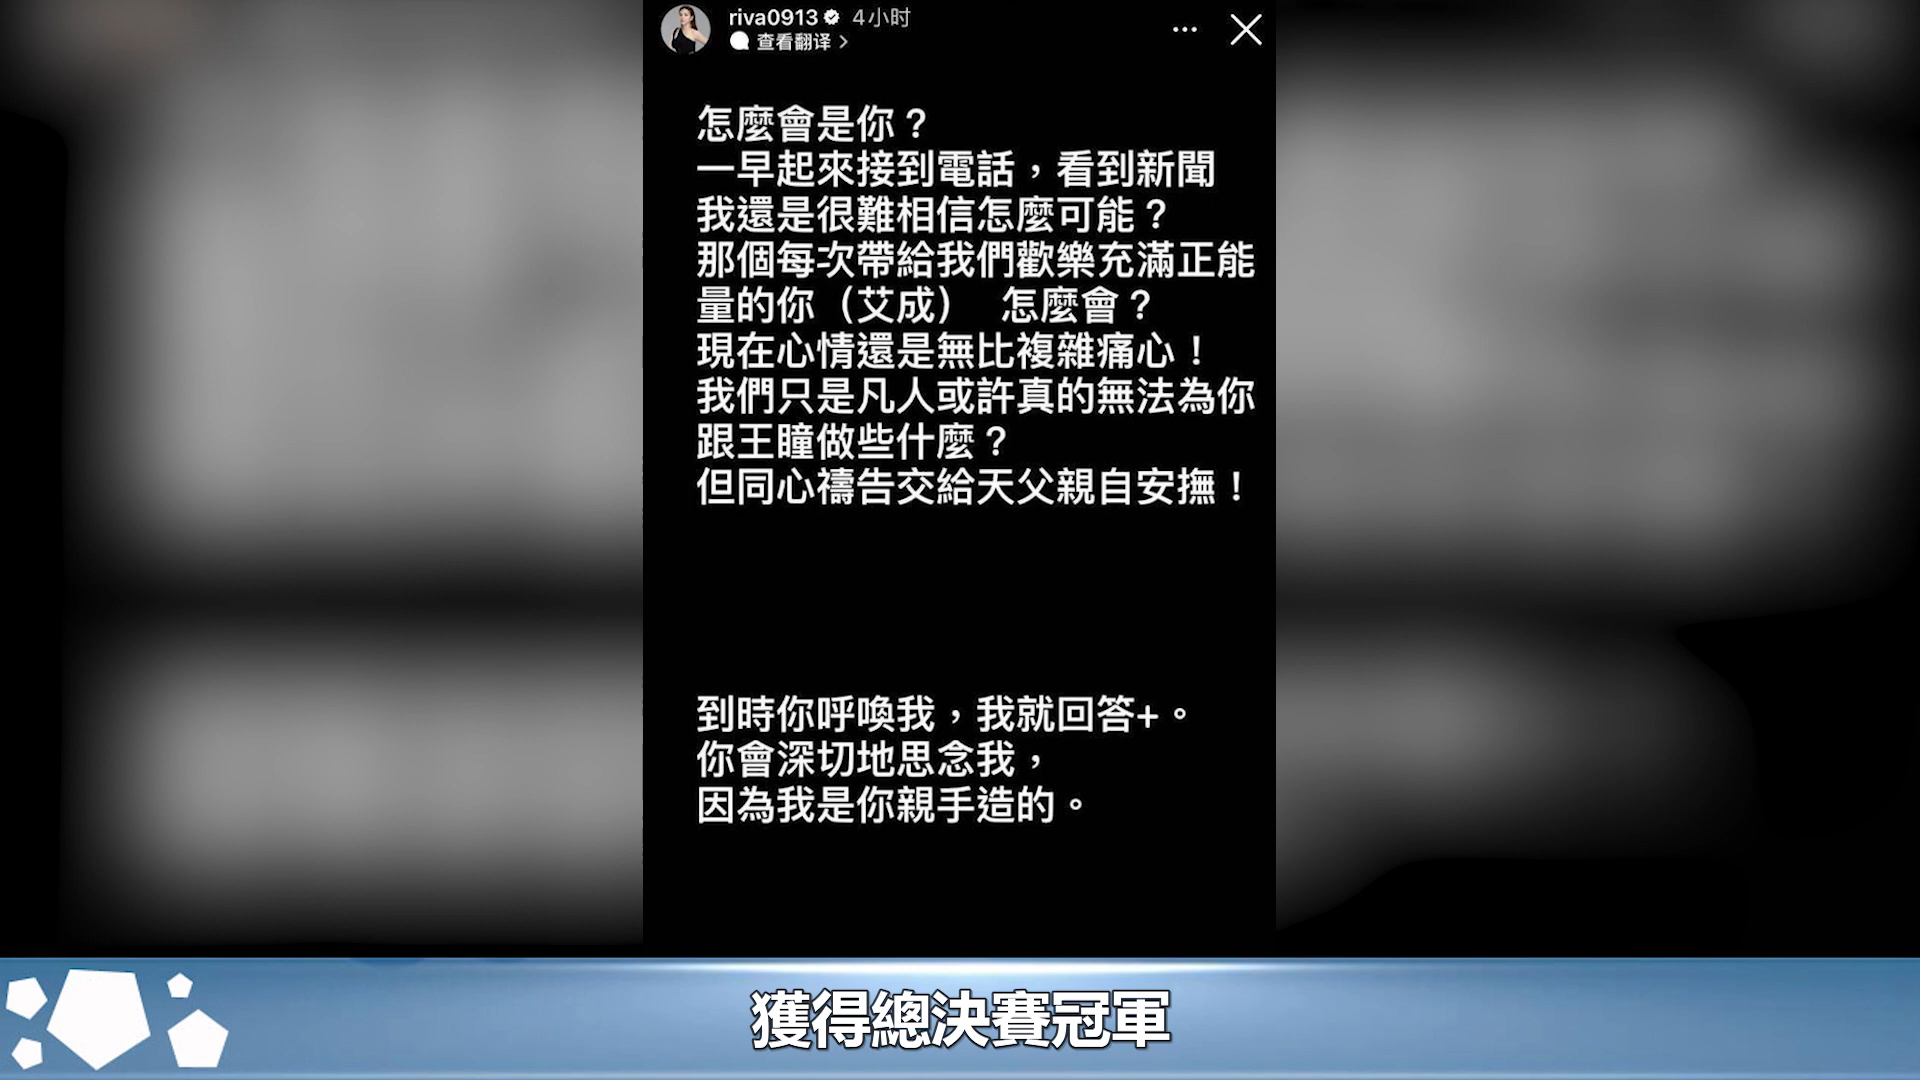 riva0913 4小时
查看翻译
怎麼會是你？
一早起來接到電話，看到新聞
我還是很難相信怎麼可能？
那個每次帶給我們歡樂充滿正能
量的你（艾成） 怎麼會？
現在心情還是無比複雜痛心！
我們只是凡人或許真的無法為你
跟王瞳做些什麼？
但同心禱告交給天父親自安撫！
到時你呼喚我，我就回答+。
你會深切地思念我，
因為我是你親手造的。
獲得總決賽冠軍